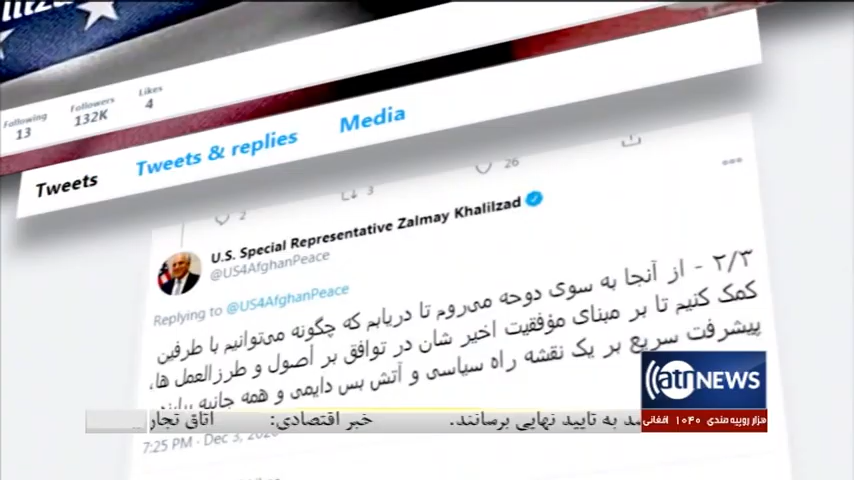 Following
13
Followers
132K
Likes
4
Tweets
Tweets & replies
Media
2
3
26
U.S. Special Representative Zalmay Khalilzad
@US4AfghanPeace
Replying to @US4AfghanPeace
۲/۳ - از آنجا به سوی دوحه می‌روم تا دریابم که چگونه می‌توانیم با طرفین
کمک کنیم تا بر مبنای مؤفقیت اخیر شان در توافق بر اصول و طرزالعمل ها،
پیشرفت سریع بر یک نقشه راه سیاسی و آتش بس دایمی و همه جانبه بیایند.
7:25 PM · Dec 3,
atn NEWS
هزار روپیه مندی ۱۰۴۰ افغانی
به تایید نهایی برسانند. خبر اقتصادی: اتاق تجار